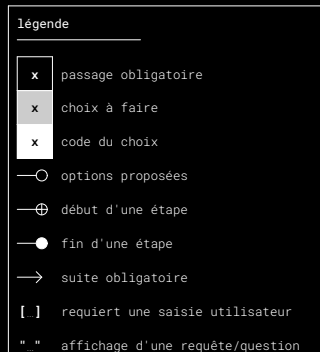 légende
x passage obligatoire
x choix à faire
x code du choix
options proposées
début d'une étape
fin d'une étape
suite obligatoire
[_] requiert une saisie utilisateur
"_" affichage d'une requête/question